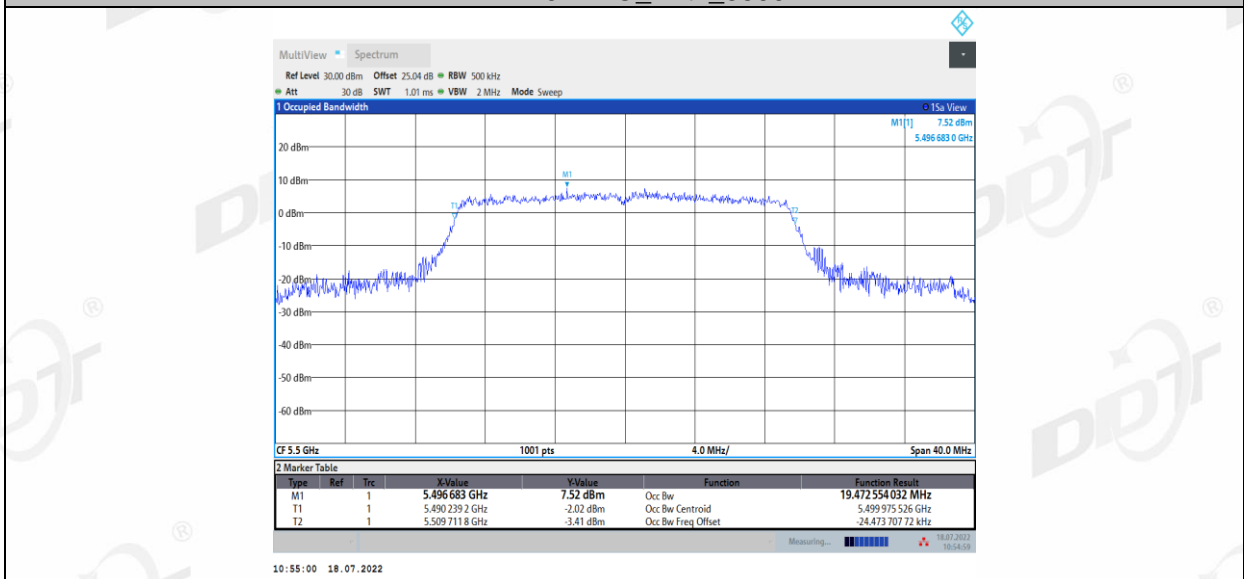 MultiView Spectrum
Ref Level 30.00 dBm Offset 25.04 dB RBW 500 kHz
Att 30 dB SWT 1.01 ms VBW 2 MHz Mode Sweep
1 Occupied Bandwidth 1Sa View
M1[1] 7.52 dBm
5.496 683 0 GHz
20 dBm
M1
10 dBm
T1
T2
0 dBm
-10 dBm
-20 dBm
-30 dBm
-40 dBm
-50 dBm
-60 dBm
CF 5.5 GHz 1001 pts 4.0 MHz/ Span 40.0 MHz
2 Marker Table
Type Ref Trc X-Value Y-Value Function Function Result
M1 1 5.496 683 GHz 7.52 dBm Occ Bw 19.472 554 032 MHz
T1 1 5.490 239 2 GHz -2.02 dBm Occ Bw Centroid 5.499 975 526 GHz
T2 1 5.509 711 8 GHz -3.41 dBm Occ Bw Freq Offset -24.473 707 72 kHz
Measuring... 18.07.2022
10:54:59
10:55:00 18.07.2022
DDT
®